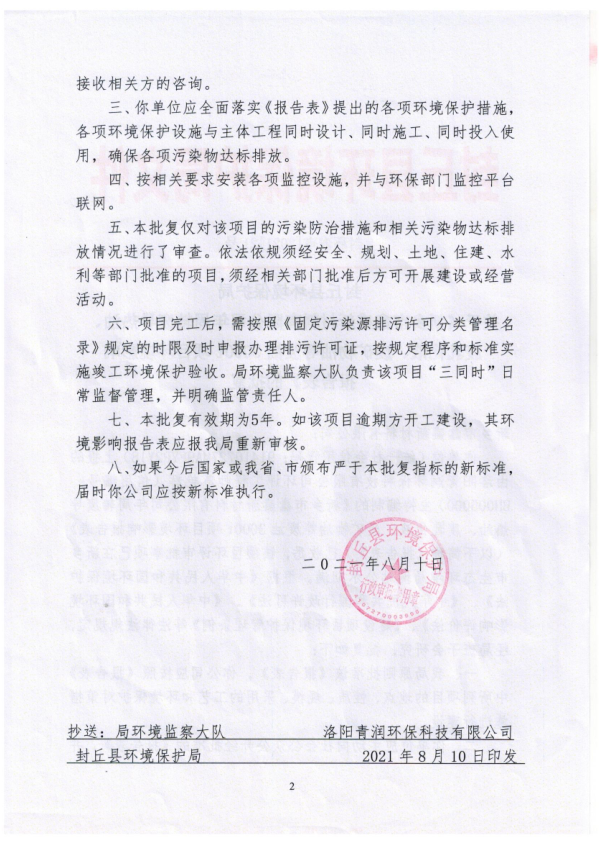 接收相关方的咨询。
三、你单位应全面落实《报告表》提出的各项环境保护措施，
各项环境保护设施与主体工程同时设计、同时施工、同时投入使
用，确保各项污染物达标排放。
四、按相关要求安装各项监控设施，并与环保部门监控平台
联网。
五、本批复仅对该项目的污染防治措施和相关污染物达标排
放情况进行了审查。依法依规须经安全、规划、土地、住建、水
利等部门批准的项目，须经相关部门批准后方可开展建设或经营
活动。
六、项目完工后，需按照《固定污染源排污许可分类管理名
录》规定的时限及时申报办理排污许可证，按规定程序和标准实
施竣工环境保护验收。局环境监察大队负责该项目“三同时”日
常监督管理，并明确监管责任人。
七、本批复有效期为5年。如该项目逾期方开工建设，其环
境影响报告表应报我局重新审核。
八、如果今后国家或我省、市颁布严于本批复指标的新标准，
届时你公司应按新标准执行。
封丘县环境保护局
行政审批专用章
二〇二一年八月十日
抄送：局环境监察大队 洛阳青润环保科技有限公司
封丘县环境保护局 2021年8月10日印发
2